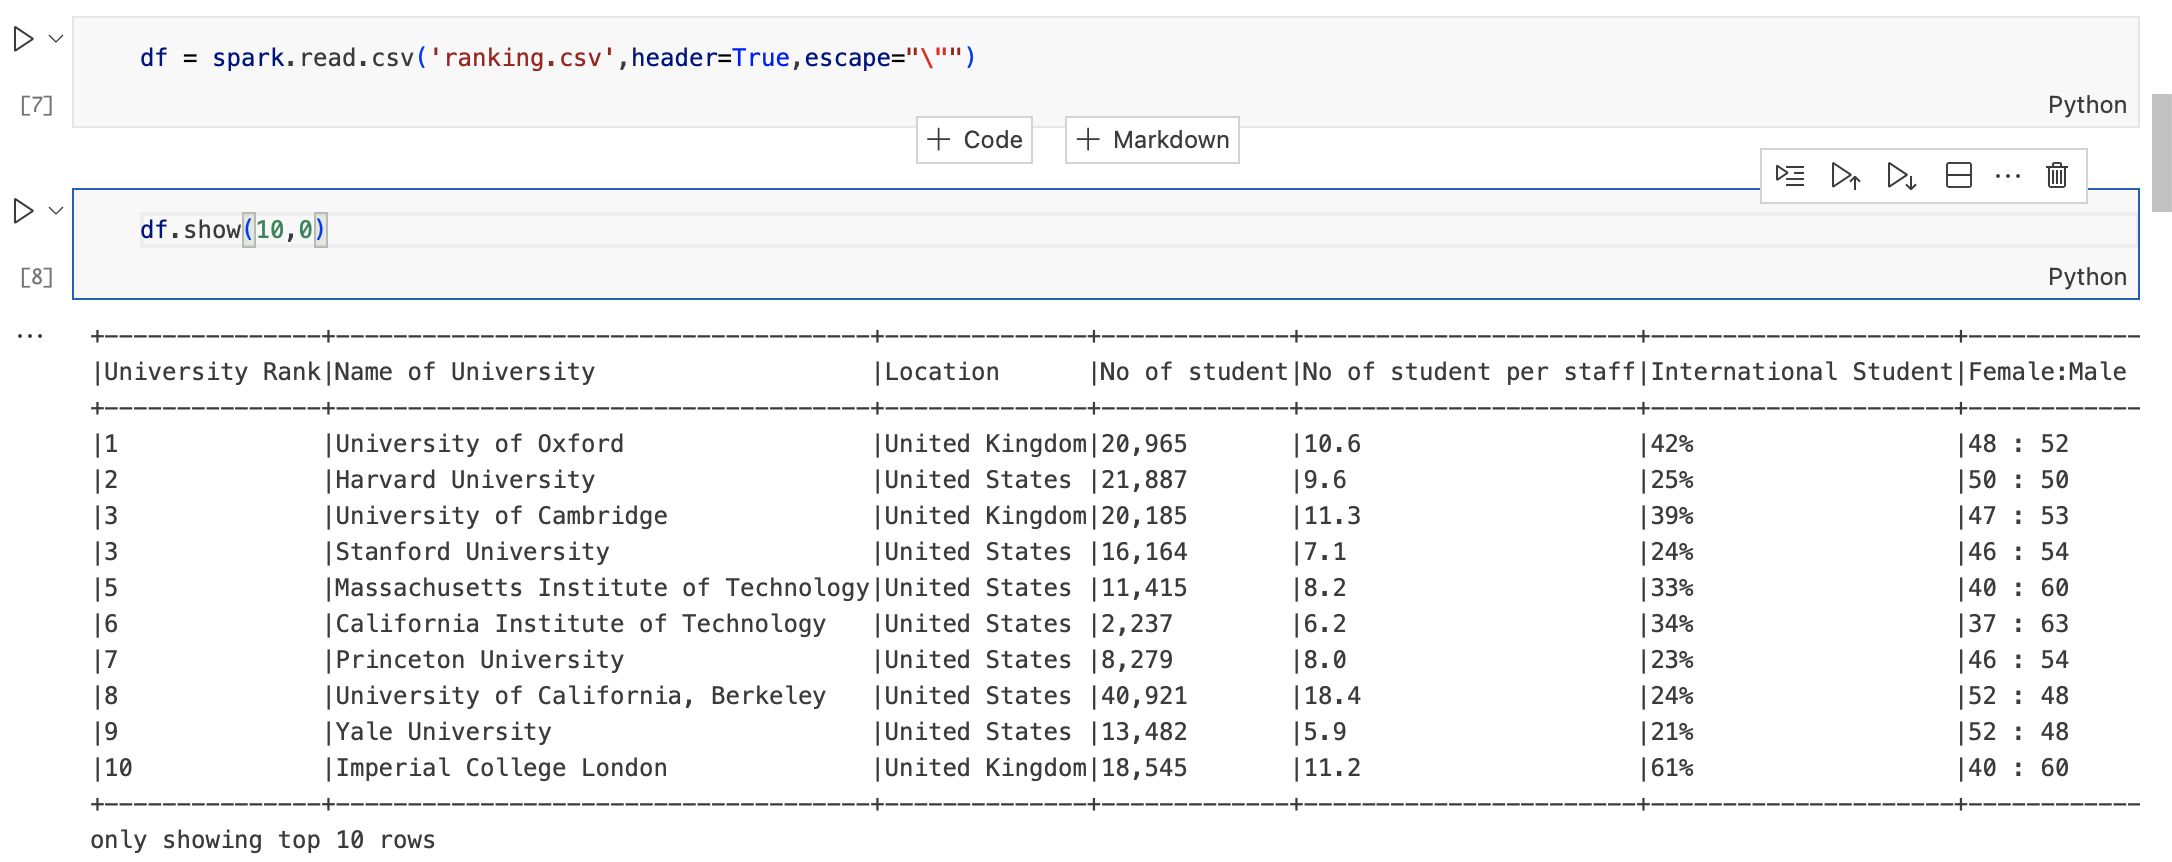 df = spark.read.csv('ranking.csv',header=True,escape="\"")
[7]
Python
+ Code + Markdown
df.show(10,0)
[8]
Python
...
+---------------+-------------------------------------+--------------+-------------+-----------------------+---------------------+------------
|University Rank|Name of University                   |Location      |No of student|No of student per staff|International Student|Female:Male
+---------------+-------------------------------------+--------------+-------------+-----------------------+---------------------+------------
|1              |University of Oxford                 |United Kingdom|20,965       |10.6                   |42%                  |48 : 52
|2              |Harvard University                   |United States |21,887       |9.6                    |25%                  |50 : 50
|3              |University of Cambridge              |United Kingdom|20,185       |11.3                   |39%                  |47 : 53
|3              |Stanford University                  |United States |16,164       |7.1                    |24%                  |46 : 54
|5              |Massachusetts Institute of Technology|United States |11,415       |8.2                    |33%                  |40 : 60
|6              |California Institute of Technology   |United States |2,237        |6.2                    |34%                  |37 : 63
|7              |Princeton University                 |United States |8,279        |8.0                    |23%                  |46 : 54
|8              |University of California, Berkeley   |United States |40,921       |18.4                   |24%                  |52 : 48
|9              |Yale University                      |United States |13,482       |5.9                    |21%                  |52 : 48
|10             |Imperial College London              |United Kingdom|18,545       |11.2                   |61%                  |40 : 60
+---------------+-------------------------------------+--------------+-------------+-----------------------+---------------------+------------
only showing top 10 rows